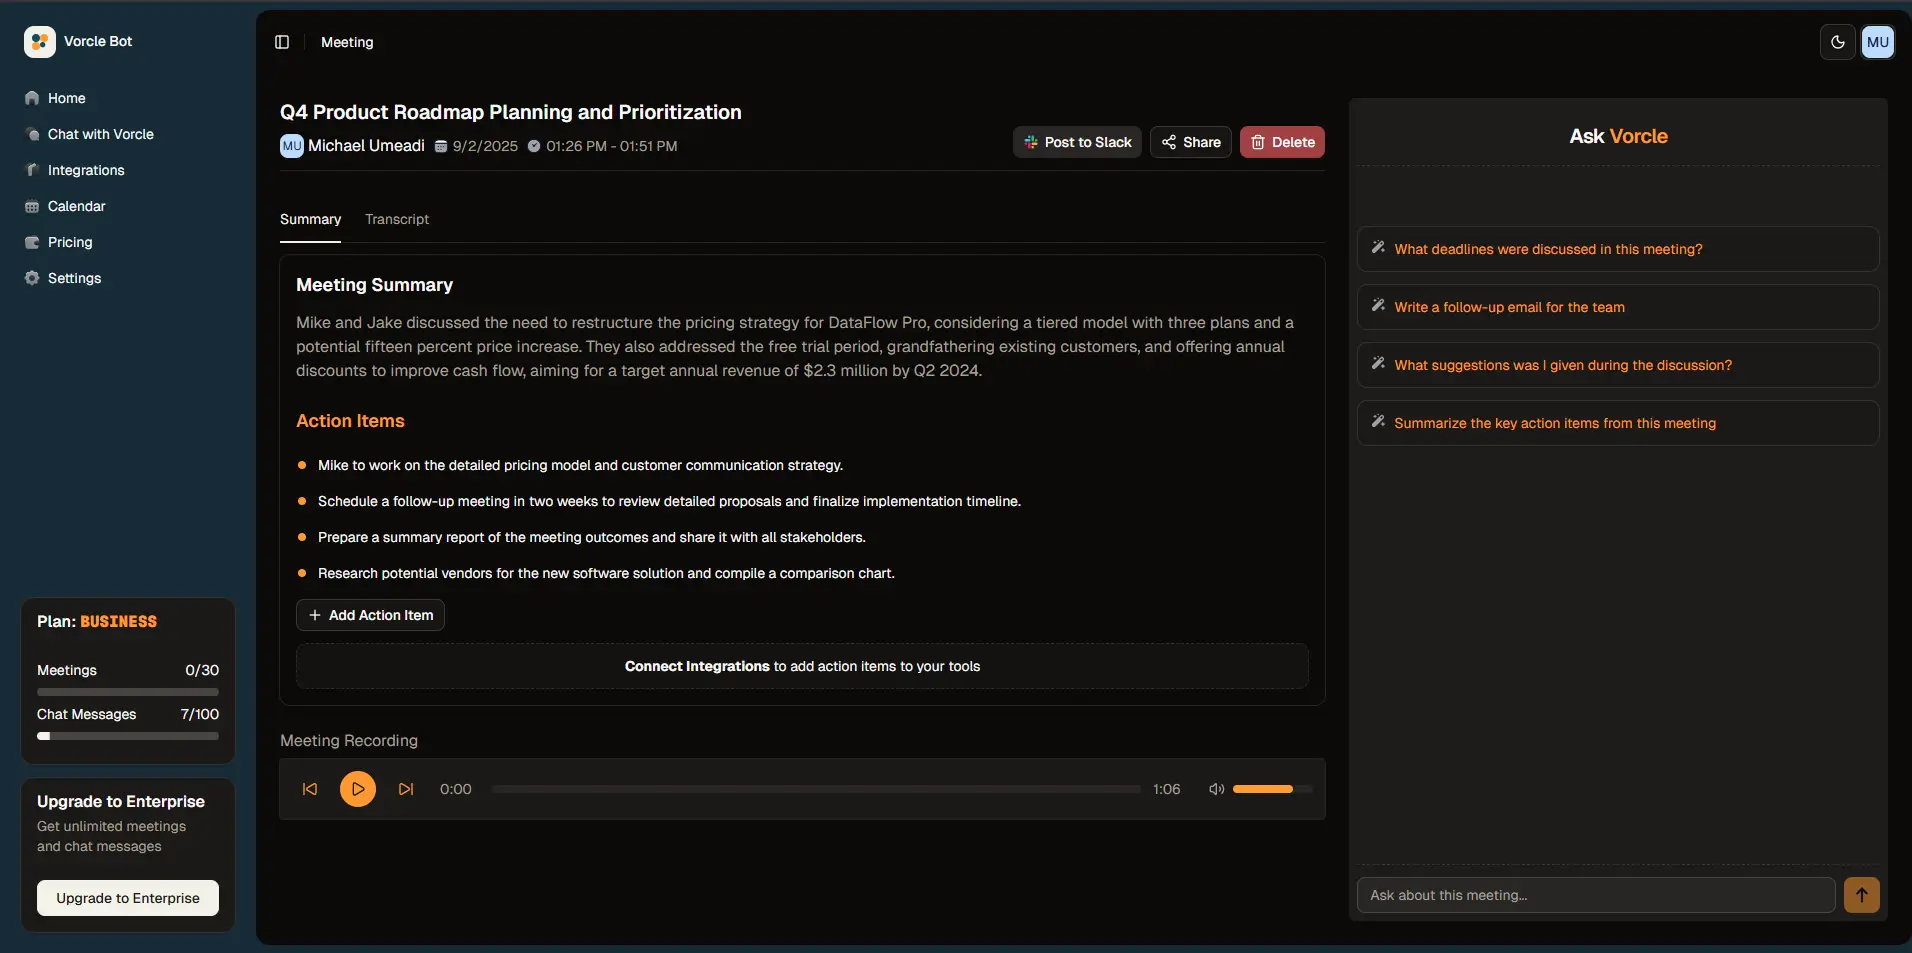 Vorcle Bot
Home
Chat with Vorcle
Integrations
Calendar
Pricing
Settings
Plan: BUSINESS
Meetings 0/30
Chat Messages 7/100
Upgrade to Enterprise
Get unlimited meetings
and chat messages
Upgrade to Enterprise
Meeting
MU
Q4 Product Roadmap Planning and Prioritization
MU Michael Umeadi 9/2/2025 01:26 PM - 01:51 PM
Post to Slack
Share
Delete
Summary
Transcript
Meeting Summary
Mike and Jake discussed the need to restructure the pricing strategy for DataFlow Pro, considering a tiered model with three plans and a
potential fifteen percent price increase. They also addressed the free trial period, grandfathering existing customers, and offering annual
discounts to improve cash flow, aiming for a target annual revenue of $2.3 million by Q2 2024.
Action Items
Mike to work on the detailed pricing model and customer communication strategy.
Schedule a follow-up meeting in two weeks to review detailed proposals and finalize implementation timeline.
Prepare a summary report of the meeting outcomes and share it with all stakeholders.
Research potential vendors for the new software solution and compile a comparison chart.
+ Add Action Item
Connect Integrations to add action items to your tools
Meeting Recording
0:00
1:06
Ask Vorcle
What deadlines were discussed in this meeting?
Write a follow-up email for the team
What suggestions was I given during the discussion?
Summarize the key action items from this meeting
Ask about this meeting...